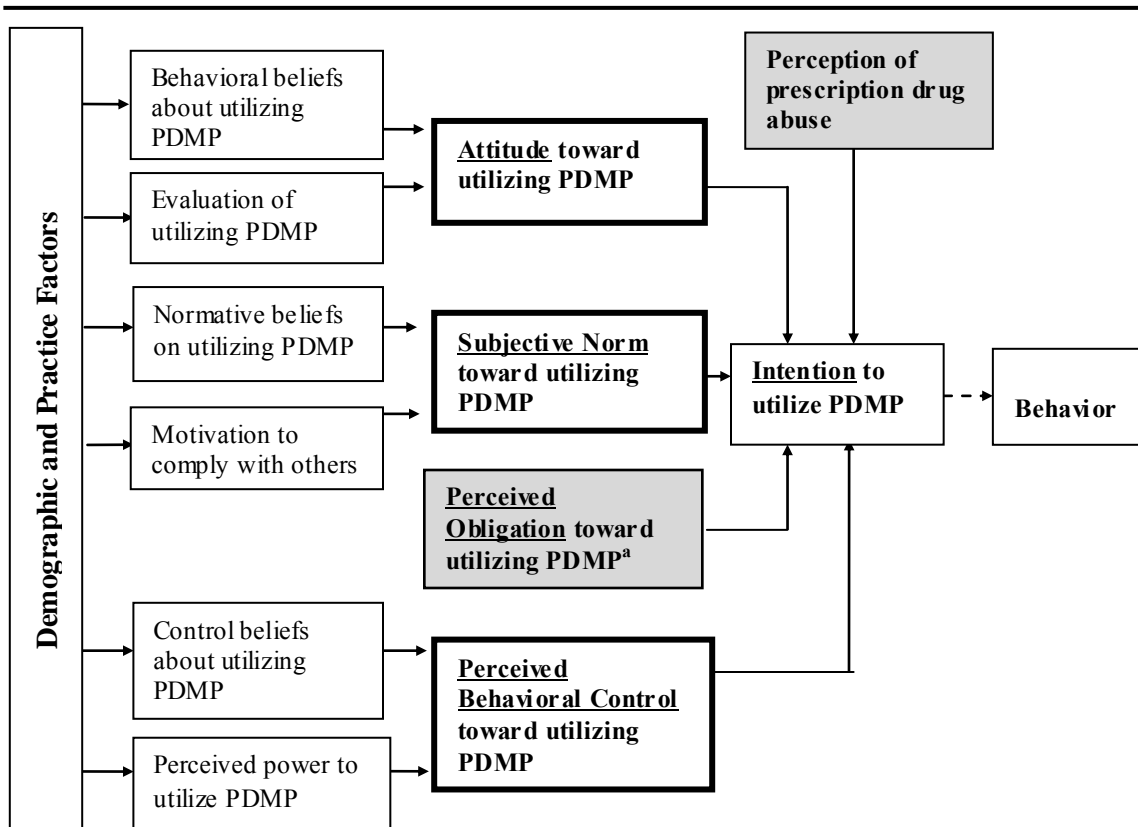 Demographic and Practice Factors
Behavioral beliefs
about utilizing
PDMP
Evaluation of
utilizing PDMP
Normative beliefs
on utilizing PDMP
Motivation to
comply with others
Control beliefs
about utilizing
PDMP
Perceived power to
utilize PDMP
Attitude toward
utilizing PDMP
Subjective Norm
toward utilizing
PDMP
Perceived
Obligation toward
utilizing PDMPª
Perceived
Behavioral Control
toward utilizing
PDMP
Perception of
prescription drug
abuse
Intention to
utilize PDMP
Behavior